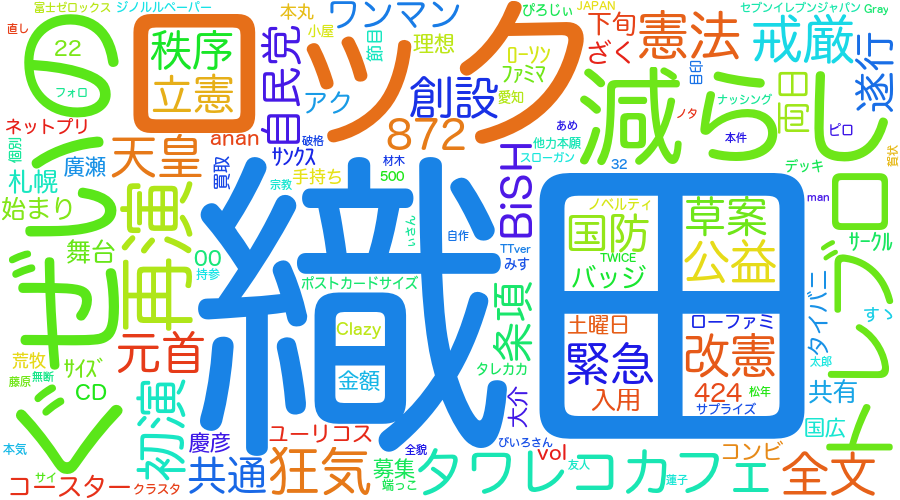 富士ゼロックス
ジノルルペーパー
本丸
ワンマン
ぴろじぃ
JAPAN
セブンイレブンジャパン
Gray
直し
22
小屋
節目
理想
下旬
憲法
戒厳
遂行
フォロ
秩序
立憲
自民党
ック
ローソン
ファミマ
ざく
目印
両日
ネットプリ
アク
創設
愛知
減らし
ナッシング
ノタ
ピロ
個別
anan
872
本件
賀状
天皇
廣瀬
買取
サンクス
破格
あめ
他力本願
スローガン
デッキ
札幌
手持ち
材木
500
32
man
始まり
再演
宗教
BiSH
ノベルティ
草案
トレブロ
サークル
舞台
00
持参
ぃさん
自作
TTver
みす
国防
TWICE
公益
バッジ
ぜいの
ポストカードサイズ
織田
条項
土曜日
ローファミ
すッ
タイバニ
荒牧
元首
Clazy
緊急
改憲
太郎
藤原
無断
サイズ
CD
金額
タレカカ
入用
424
サプライズ
松年
共有
初演
慶彦
ユーリコス
大介
国広
本気
ぐ
全貌
ぴいろさん
vol
コンビ
サイ
コースター
クラスタ
共通
狂気
募集
端っこ
タワレコカフェ
友人
蓮子
全文